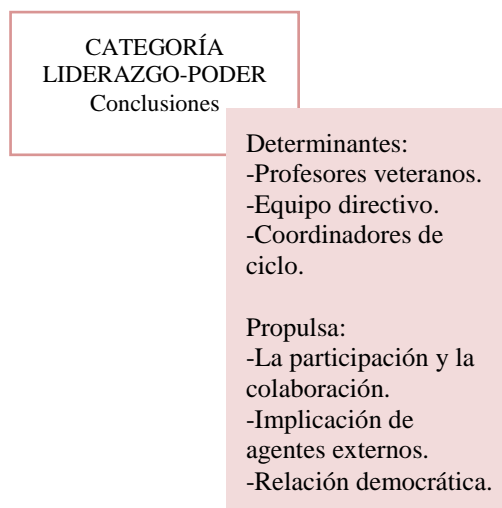 CATEGORÍA
LIDERAZGO-PODER
Conclusiones
Determinantes:
-Profesores veteranos.
-Equipo directivo.
-Coordinadores de
ciclo.
Propulsa:
-La participación y la
colaboración.
-Implicación de
agentes externos.
-Relación democrática.